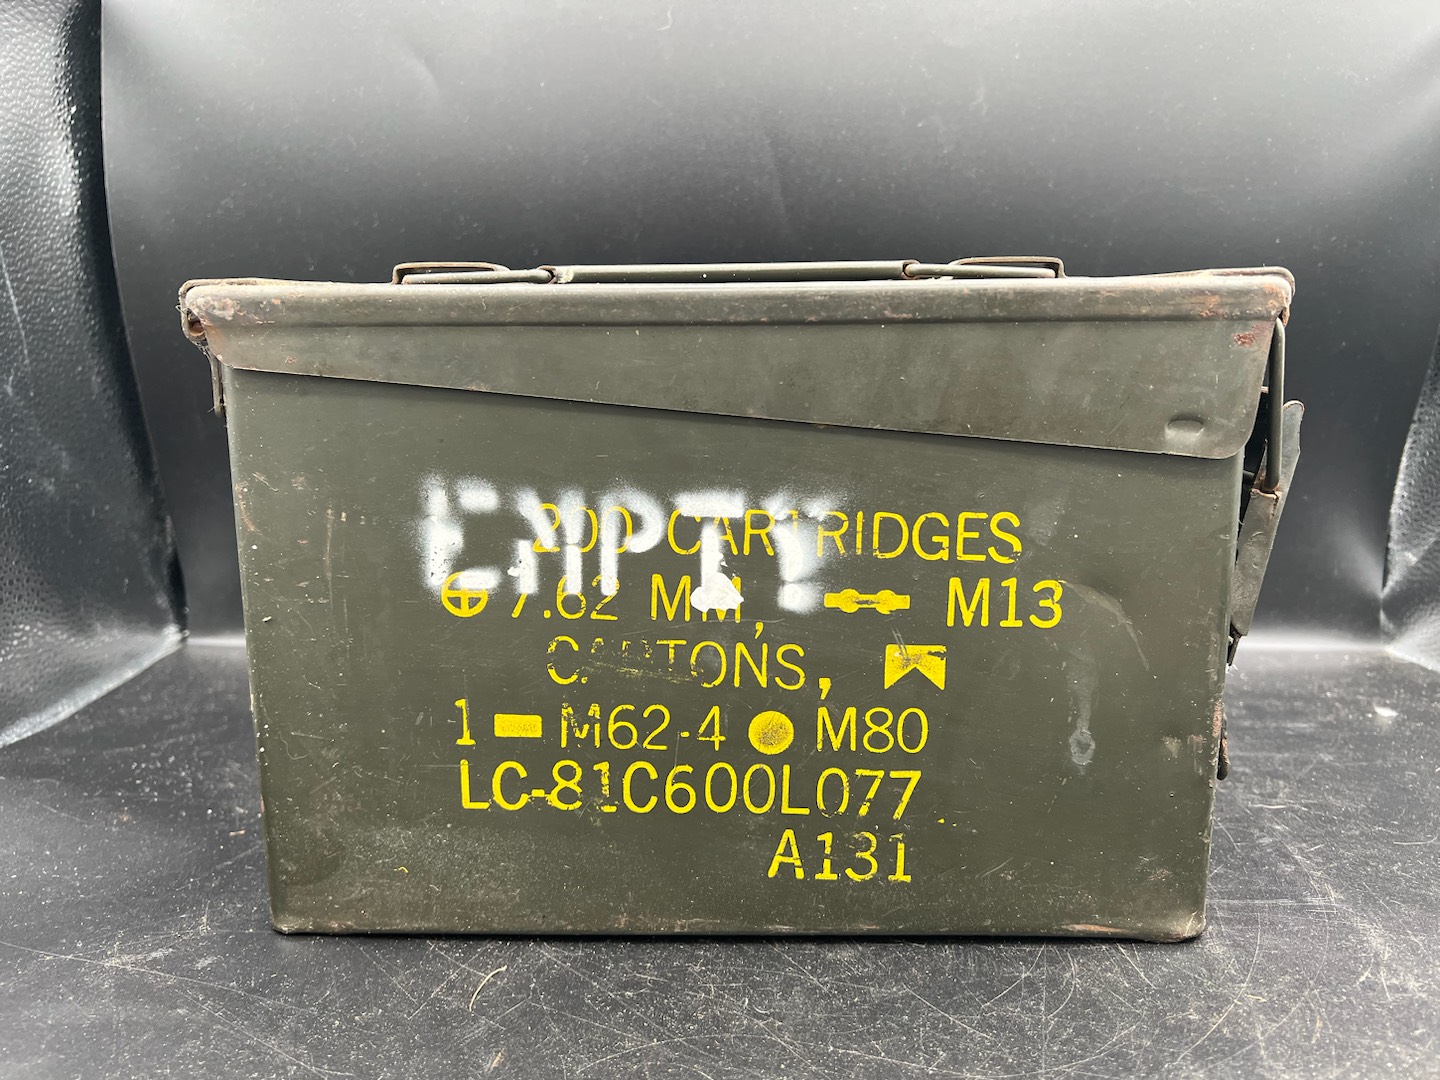 EMPTY
200 CARTRIDGES
7.62 MM, M13
CARTONS,
1 M62-4 M80
LC-81C600L077
A131